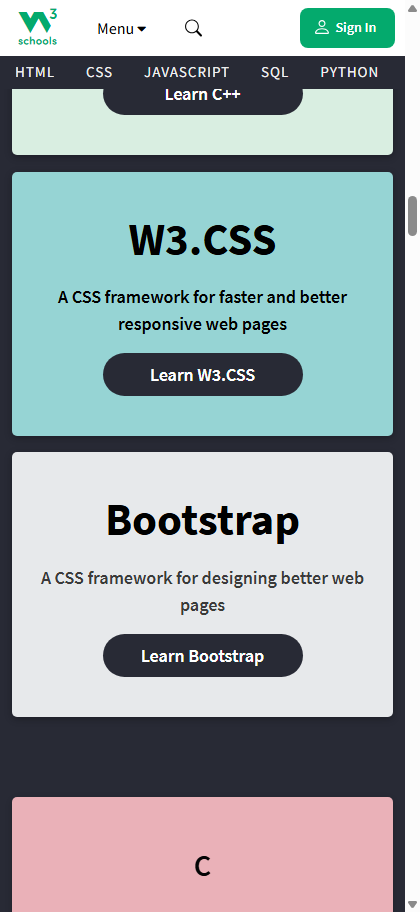 3
schools
Menu
Sign In
HTML CSS JAVASCRIPT SQL PYTHON
Learn C++
W3.CSS
A CSS framework for faster and better
responsive web pages
Learn W3.CSS
Bootstrap
A CSS framework for designing better web
pages
Learn Bootstrap
C